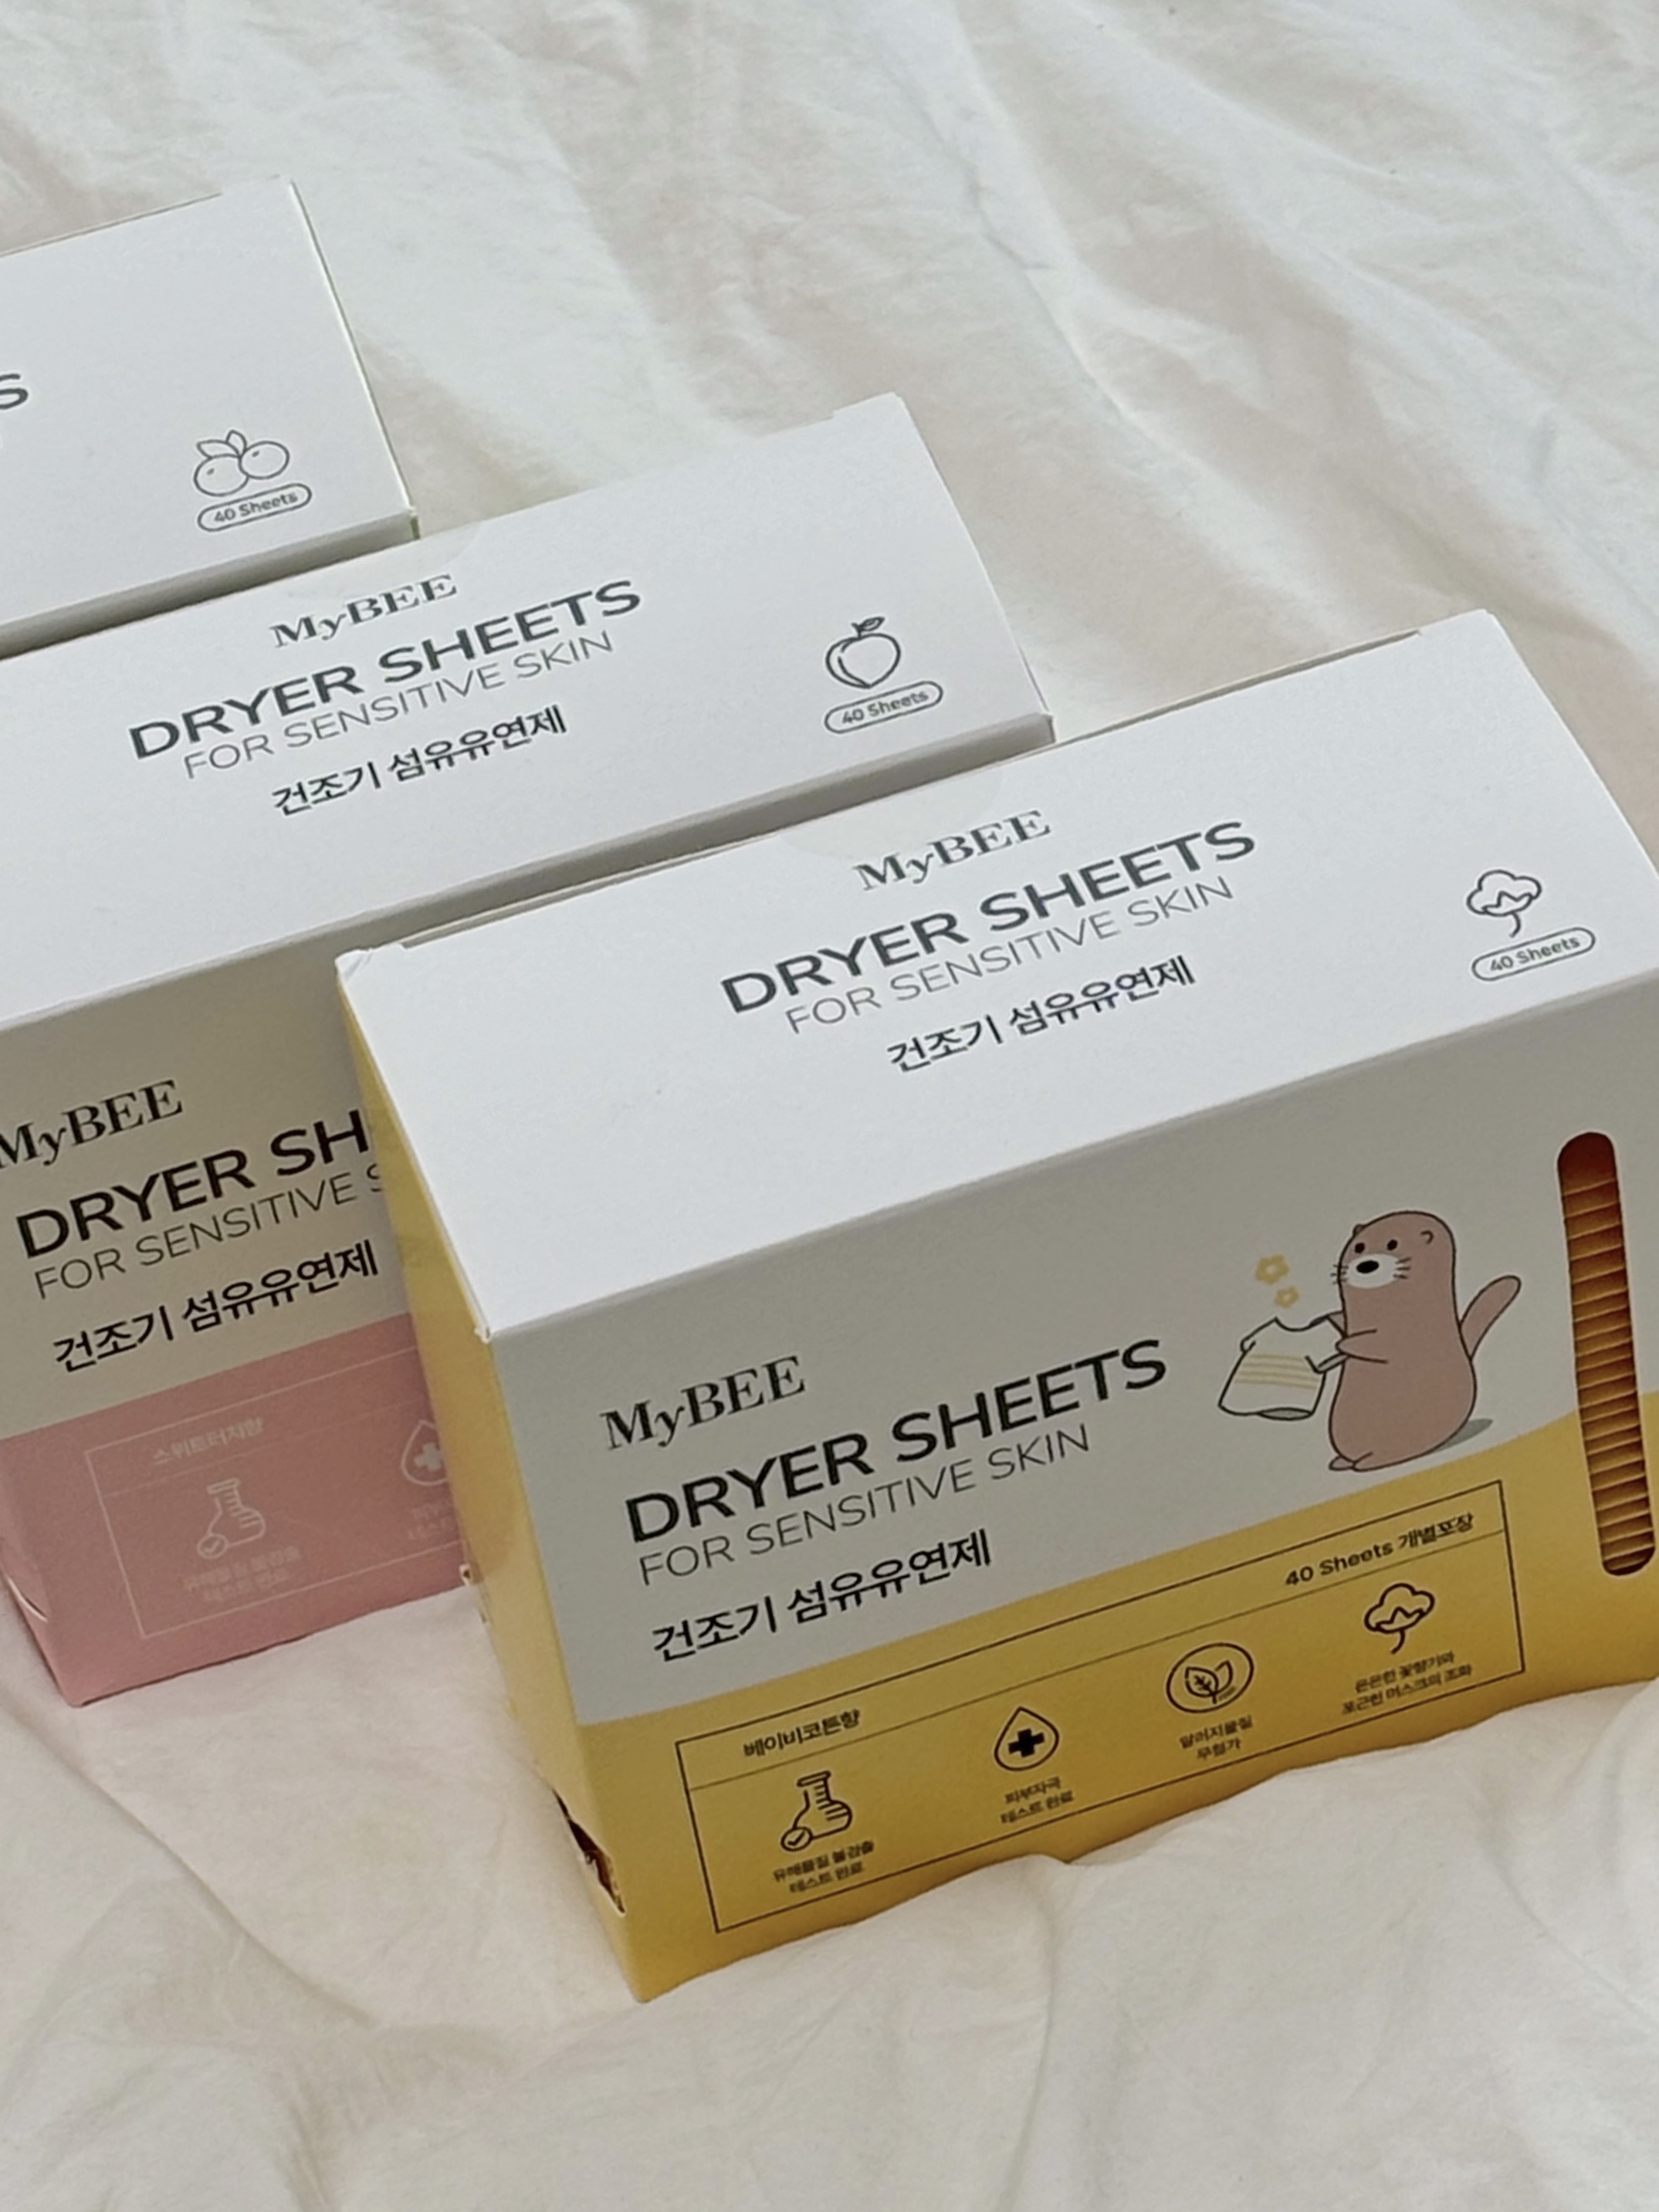 S
40 Sheets
MyBEE
DRYER SHEETS
FOR SENSITIVE SKIN
건조기 섬유유연제
40 Sheets
MyBEE
DRYER SHEETS
FOR SENSITIVE SKIN
건조기 섬유유연제
40 Sheets
MyBEE
DRYER SH
FOR SENSITIVE S
건조기 섬유유연제
스위트터치향
MyBEE
DRYER SHEETS
FOR SENSITIVE SKIN
건조기 섬유유연제
40 Sheets 개별포장
베이비코튼향
유해물질 불검출
테스트 완료
피부자극
테스트 완료
알러지물질
무첨가
은은한 꽃향기와
포근한 머스크의 조화